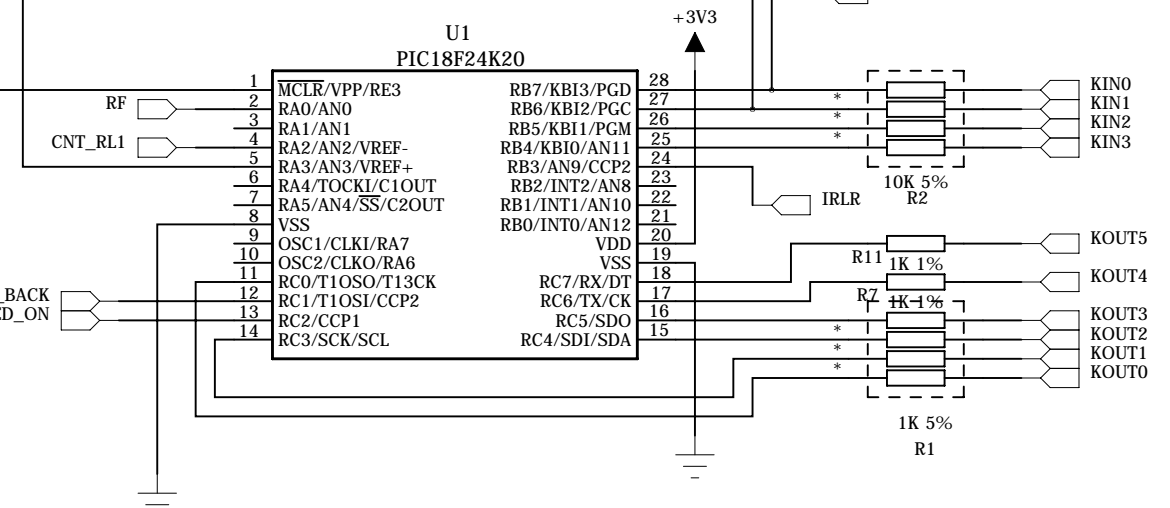 +3V3
U1
PIC18F24K20
1 MCLR/VPP/RE3 RB7/KBI3/PGD 28 KIN0
RF 2 RA0/AN0 RB6/KBI2/PGC 27 * KIN1
3 RA1/AN1 RB5/KBI1/PGM 26 * KIN2
CNT_RL1 4 RA2/AN2/VREF- RB4/KBI0/AN11 25 * KIN3
5 RA3/AN3/VREF+ RB3/AN9/CCP2 24
6 RA4/TOCKI/C1OUT RB2/INT2/AN8 23 10K 5%
7 RA5/AN4/SS/C2OUT RB1/INT1/AN10 22 IRLR R2
8 VSS RB0/INT0/AN12 21
9 OSC1/CLKI/RA7 VDD 20 KOUT5
10 OSC2/CLKO/RA6 VSS 19 R11 1K 1%
11 RC0/T1OSO/T13CK RC7/RX/DT 18 KOUT4
_BACK 12 RC1/T1OSI/CCP2 RC6/TX/CK 17 R7 1K 1%
ED_ON 13 RC2/CCP1 RC5/SDO 16 KOUT3
14 RC3/SCK/SCL RC4/SDI/SDA 15 * KOUT2
* KOUT1
* KOUT0
1K 5%
R1